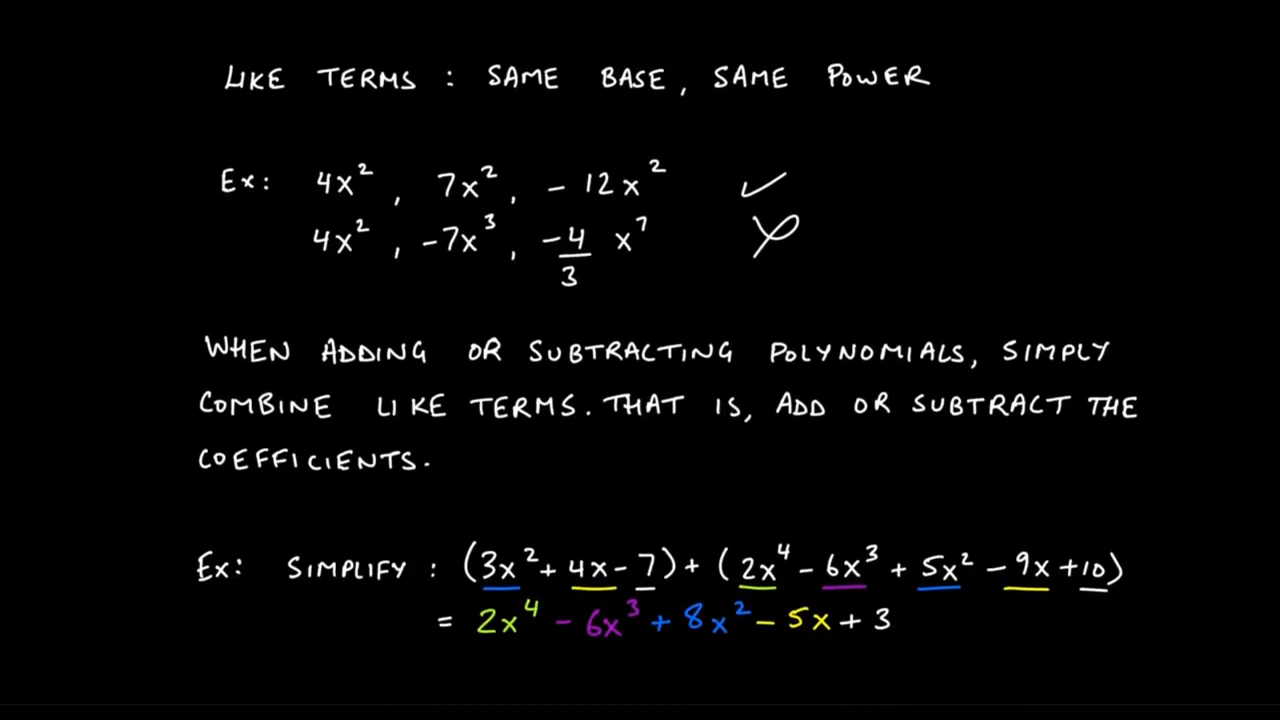 LIKE TERMS : SAME BASE, SAME POWER
Ex: 4x², 7x², -12x² ✓
4x², -7x³, -4/3 x⁷ ✗
WHEN ADDING OR SUBTRACTING POLYNOMIALS, SIMPLY
COMBINE LIKE TERMS. THAT IS, ADD OR SUBTRACT THE
COEFFICIENTS.
Ex: SIMPLIFY : (3x² + 4x - 7) + (2x⁴ - 6x³ + 5x² - 9x + 10)
= 2x⁴ - 6x³ + 8x² - 5x + 3